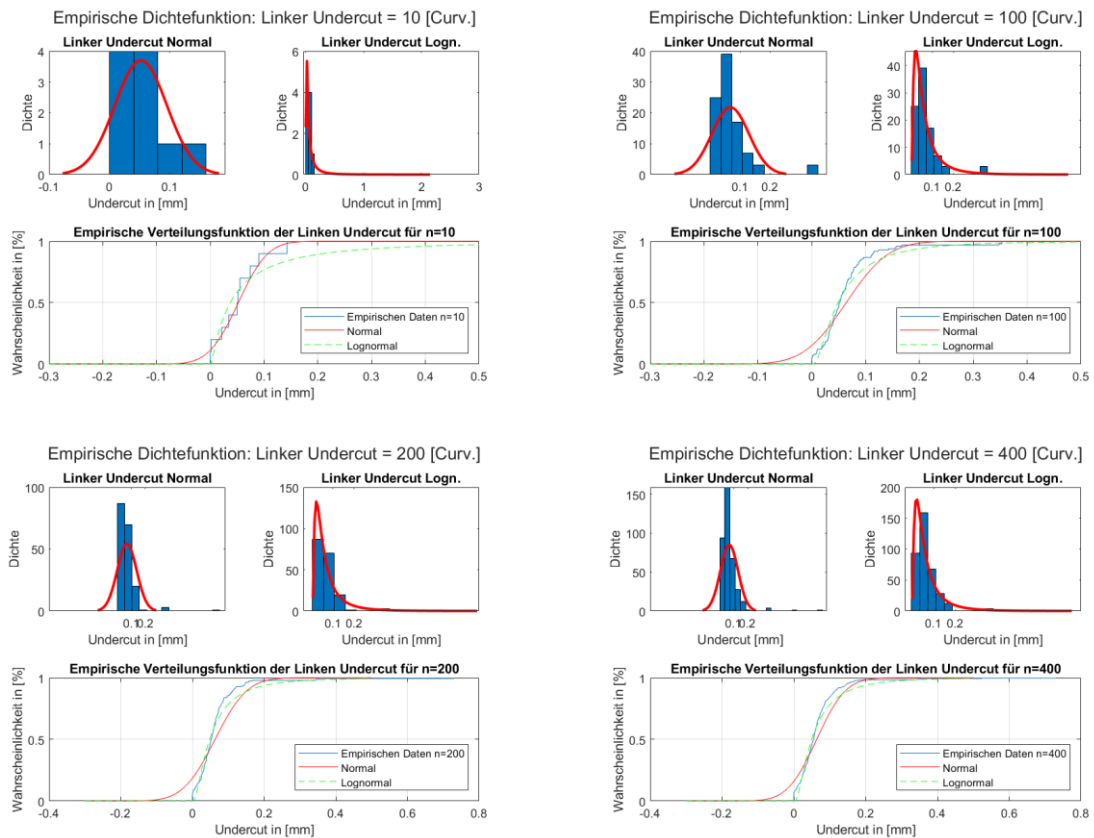 Empirische Dichtefunktion: Linker Undercut = 10 [Curv.]
Linker Undercut Normal
Linker Undercut Logn.
Dichte
4
3
2
1
0
-0.1
0
0.1
Undercut in [mm]
Dichte
6
4
2
0
0
1
2
3
Undercut in [mm]
Empirische Verteilungsfunktion der Linken Undercut für n=10
Wahrscheinlichkeit in [%]
1
0.5
0
-0.3
-0.2
-0.1
0
0.1
0.2
0.3
0.4
0.5
Undercut in [mm]
Empirischen Daten n=10
Normal
Lognormal
Empirische Dichtefunktion: Linker Undercut = 100 [Curv.]
Linker Undercut Normal
Linker Undercut Logn.
Dichte
40
30
20
10
0
0.1
0.2
Undercut in [mm]
Dichte
40
30
20
10
0
0.1
0.2
Undercut in [mm]
Empirische Verteilungsfunktion der Linken Undercut für n=100
Wahrscheinlichkeit in [%]
1
0.5
0
-0.3
-0.2
-0.1
0
0.1
0.2
0.3
0.4
0.5
Undercut in [mm]
Empirischen Daten n=100
Normal
Lognormal
Empirische Dichtefunktion: Linker Undercut = 200 [Curv.]
Linker Undercut Normal
Linker Undercut Logn.
Dichte
100
50
0
0.1
0.2
Undercut in [mm]
Dichte
150
100
50
0
0.1
0.2
Undercut in [mm]
Empirische Verteilungsfunktion der Linken Undercut für n=200
Wahrscheinlichkeit in [%]
1
0.5
0
-0.4
-0.2
0
0.2
0.4
0.6
0.8
Undercut in [mm]
Empirischen Daten n=200
Normal
Lognormal
Empirische Dichtefunktion: Linker Undercut = 400 [Curv.]
Linker Undercut Normal
Linker Undercut Logn.
Dichte
150
100
50
0
0.1
0.2
Undercut in [mm]
Dichte
200
150
100
50
0
0.1
0.2
Undercut in [mm]
Empirische Verteilungsfunktion der Linken Undercut für n=400
Wahrscheinlichkeit in [%]
1
0.5
0
-0.4
-0.2
0
0.2
0.4
0.6
0.8
Undercut in [mm]
Empirischen Daten n=400
Normal
Lognormal